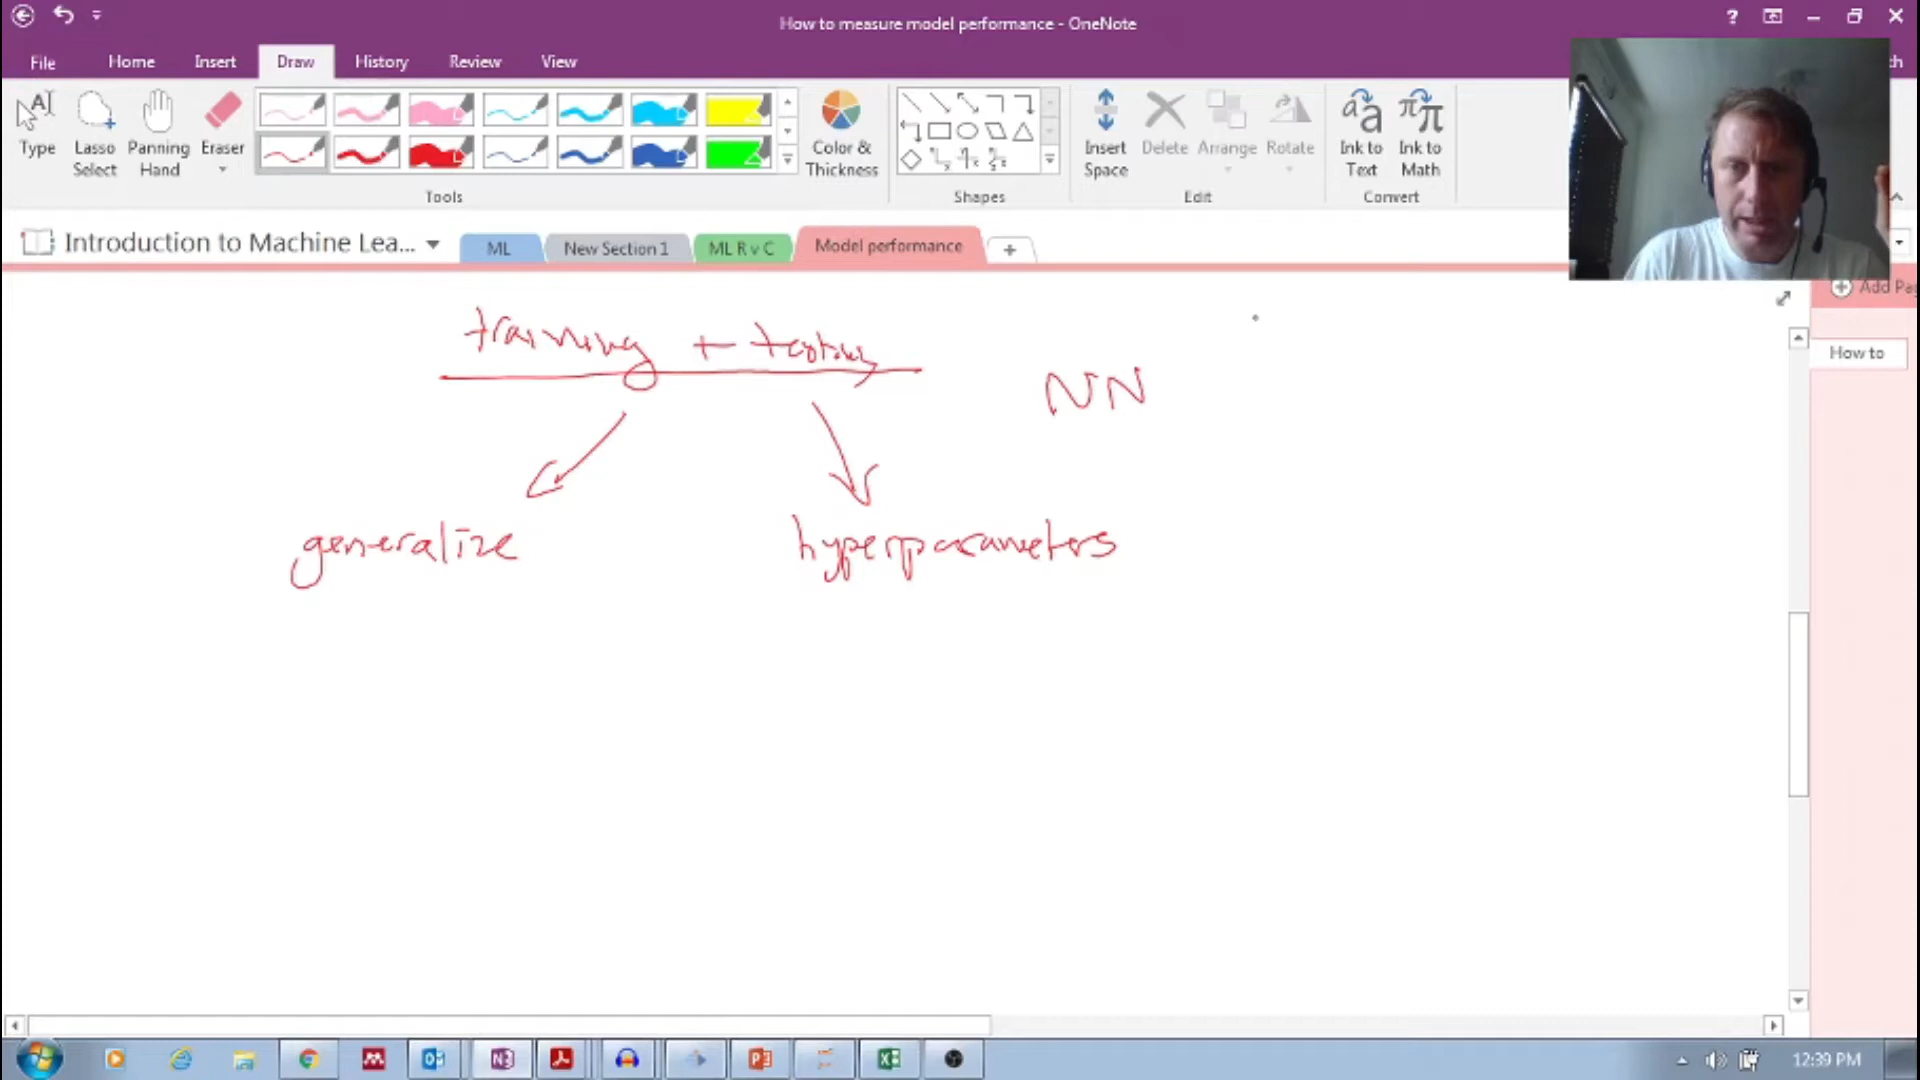 How to measure model performance - OneNote
File Home Insert Draw History Review View
Type
Lasso Select
Panning Hand
Eraser
Color & Thickness
Insert Space
Delete
Arrange
Rotate
Ink to Text
Ink to Math
Tools
Shapes
Edit
Convert
Introduction to Machine Lea...
ML
New Section 1
ML R v C
Model performance
Add Pag
How to
training + testing
NN
generalize
hyperparameters
12:39 PM